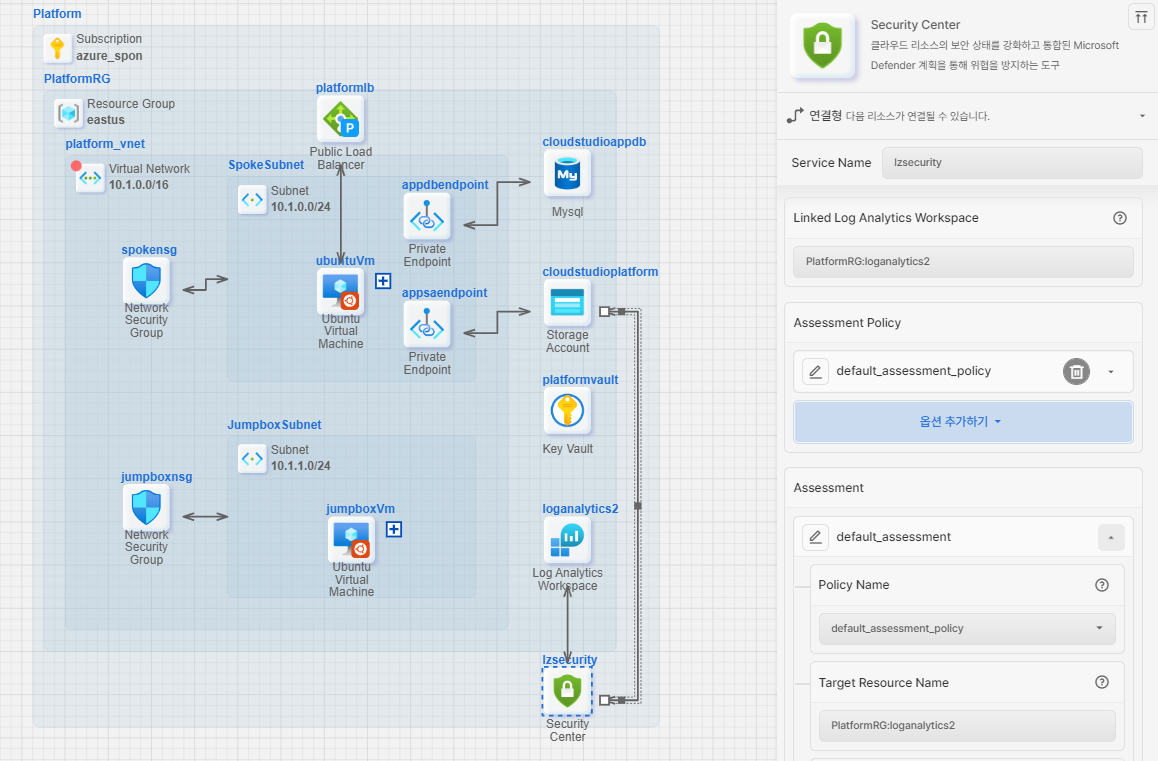 Platform
Subscription
azure_spon
PlatformRG
Resource Group
eastus
platform_vnet
Virtual Network
10.1.0.0/16
platformlb
P
Public Load
Balancer
SpokeSubnet
Subnet
10.1.0.0/24
spokensg
Network
Security
Group
ubuntuVm
Ubuntu
Virtual
Machine
appdbendpoint
Private
Endpoint
appsaendpoint
Private
Endpoint
cloudstudioappdb
My
Mysql
cloudstudioplatform
Storage
Account
platformvault
Key Vault
JumpboxSubnet
Subnet
10.1.1.0/24
jumpboxnsg
Network
Security
Group
jumpboxVm
Ubuntu
Virtual
Machine
loganalytics2
Log Analytics
Workspace
lzsecurity
Security
Center
Security Center
클라우드 리소스의 보안 상태를 강화하고 통합된 Microsoft
Defender 계획을 통해 위협을 방지하는 도구
연결형 다음 리소스가 연결될 수 있습니다.
Service Name
lzsecurity
Linked Log Analytics Workspace
PlatformRG:loganalytics2
Assessment Policy
default_assessment_policy
옵션 추가하기
Assessment
default_assessment
Policy Name
default_assessment_policy
Target Resource Name
PlatformRG:loganalytics2